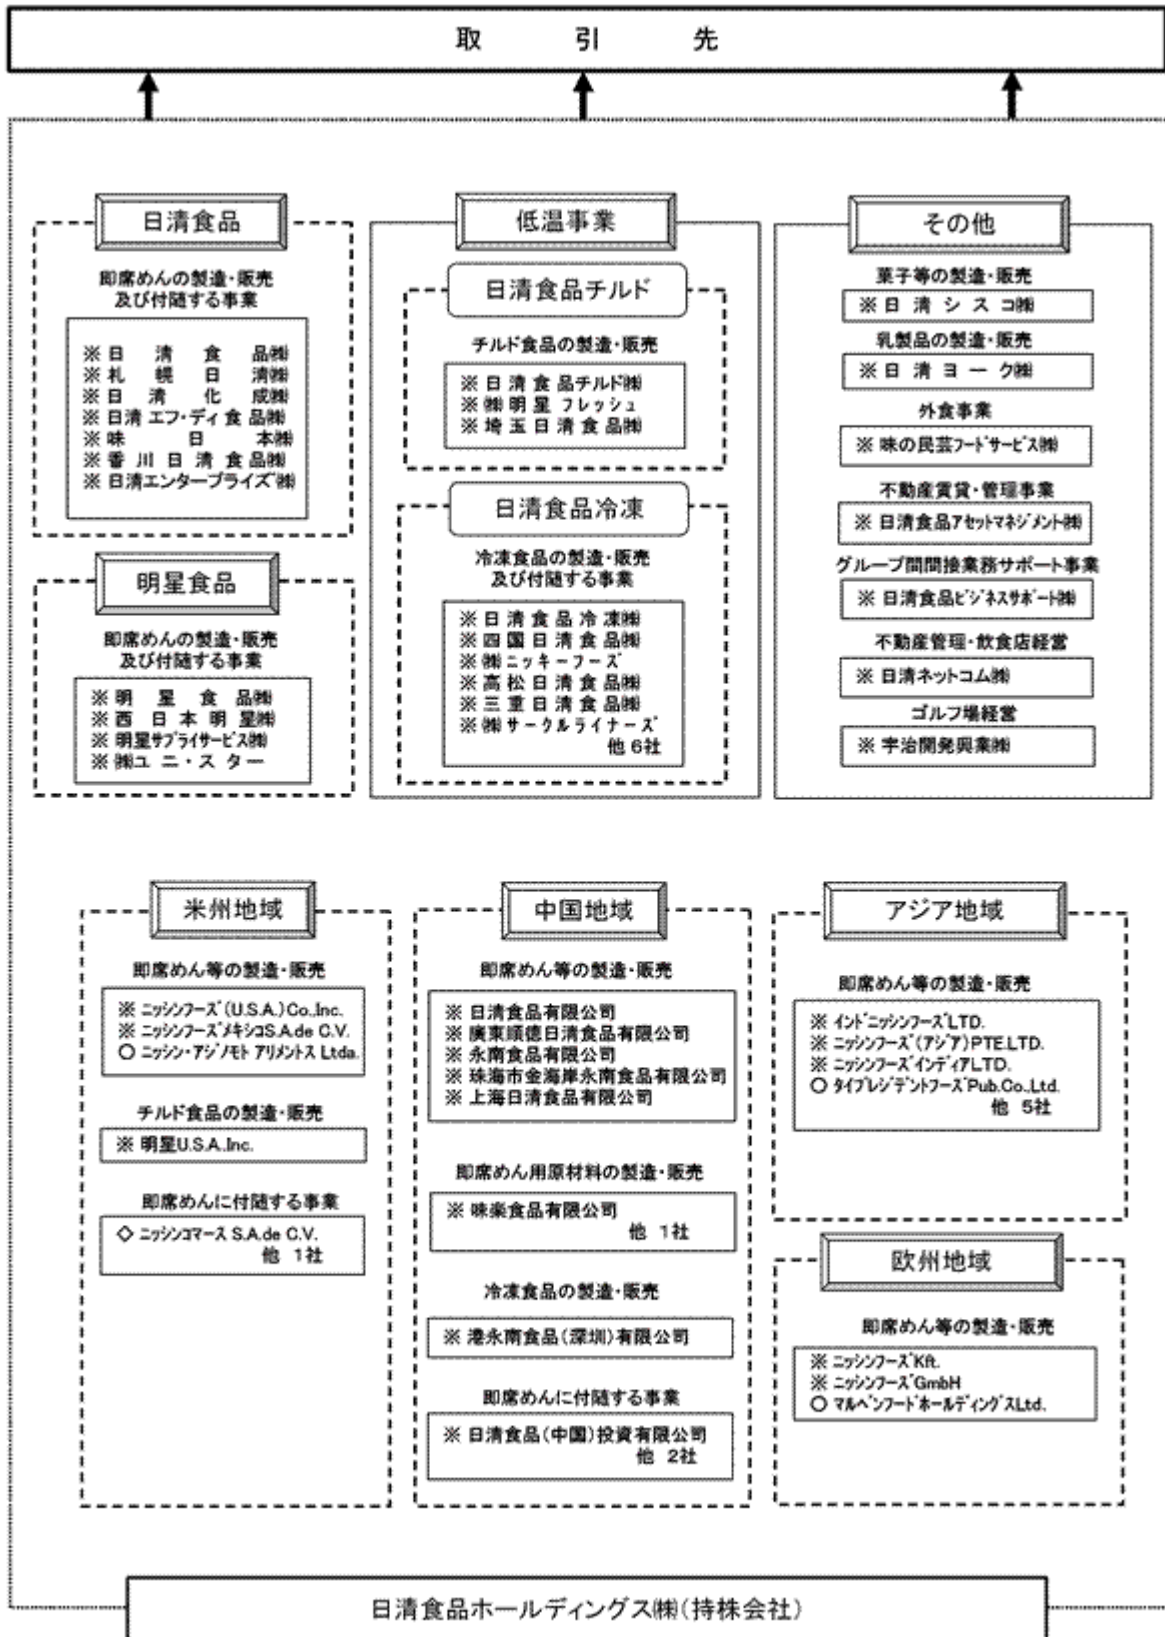 取引先
日清食品
即席めんの製造・販売
及び付随する事業
※日清食品㈱
※札幌日清㈱
※日清化成㈱
※日清エフ・ディ食品㈱
※味日本㈱
※香川日清食品㈱
※日清エンタープライズ㈱
明星食品
即席めんの製造・販売
及び付随する事業
※明星食品㈱
※西日本明星㈱
※明星サプライサービス㈱
※㈱ユニ・スター
低温事業
日清食品チルド
チルド食品の製造・販売
※日清食品チルド㈱
※㈱明星フレッシュ
※埼玉日清食品㈱
日清食品冷凍
冷凍食品の製造・販売
及び付随する事業
※日清食品冷凍㈱
※四国日清食品㈱
※㈱ニッキーフーズ
※高松日清食品㈱
※三重日清食品㈱
※㈱サークルライナーズ
他6社
その他
菓子等の製造・販売
※日清シスコ㈱
乳製品の製造・販売
※日清ヨーク㈱
外食事業
※味の民芸フードサービス㈱
不動産賃貸・管理事業
※日清食品アセットマネジメント㈱
グループ間間接業務サポート事業
※日清食品ビジネスサポート㈱
不動産管理・飲食店経営
※日清ネットコム㈱
ゴルフ場経営
※宇治開発興業㈱
米州地域
即席めん等の製造・販売
※ニッシンフーズ(U.S.A.)Co.,Inc.
※ニッシンフーズメキシコS.A.de C.V.
○ニッシン・アジノモト アリメントス Ltda.
チルド食品の製造・販売
※明星U.S.A.Inc.
即席めんに付随する事業
◇ニッシンコマース S.A.de C.V.
他 1社
中国地域
即席めん等の製造・販売
※日清食品有限公司
※廣東順徳日清食品有限公司
※永南食品有限公司
※珠海市金海岸永南食品有限公司
※上海日清食品有限公司
即席めん用原材料の製造・販売
※味楽食品有限公司
他 1社
冷凍食品の製造・販売
※港永南食品(深圳)有限公司
即席めんに付随する事業
※日清食品(中国)投資有限公司
他 2社
アジア地域
即席めん等の製造・販売
※インドニッシンフーズLTD.
※ニッシンフーズ(アジア)PTE.LTD.
※ニッシンフーズインディアLTD.
○タイプレジデントフーズPub.Co.,Ltd.
他 5社
欧州地域
即席めん等の製造・販売
※ニッシンフーズKft.
※ニッシンフーズGmbH
○マルベンフードホールディングスLtd.
日清食品ホールディングス㈱(持株会社)